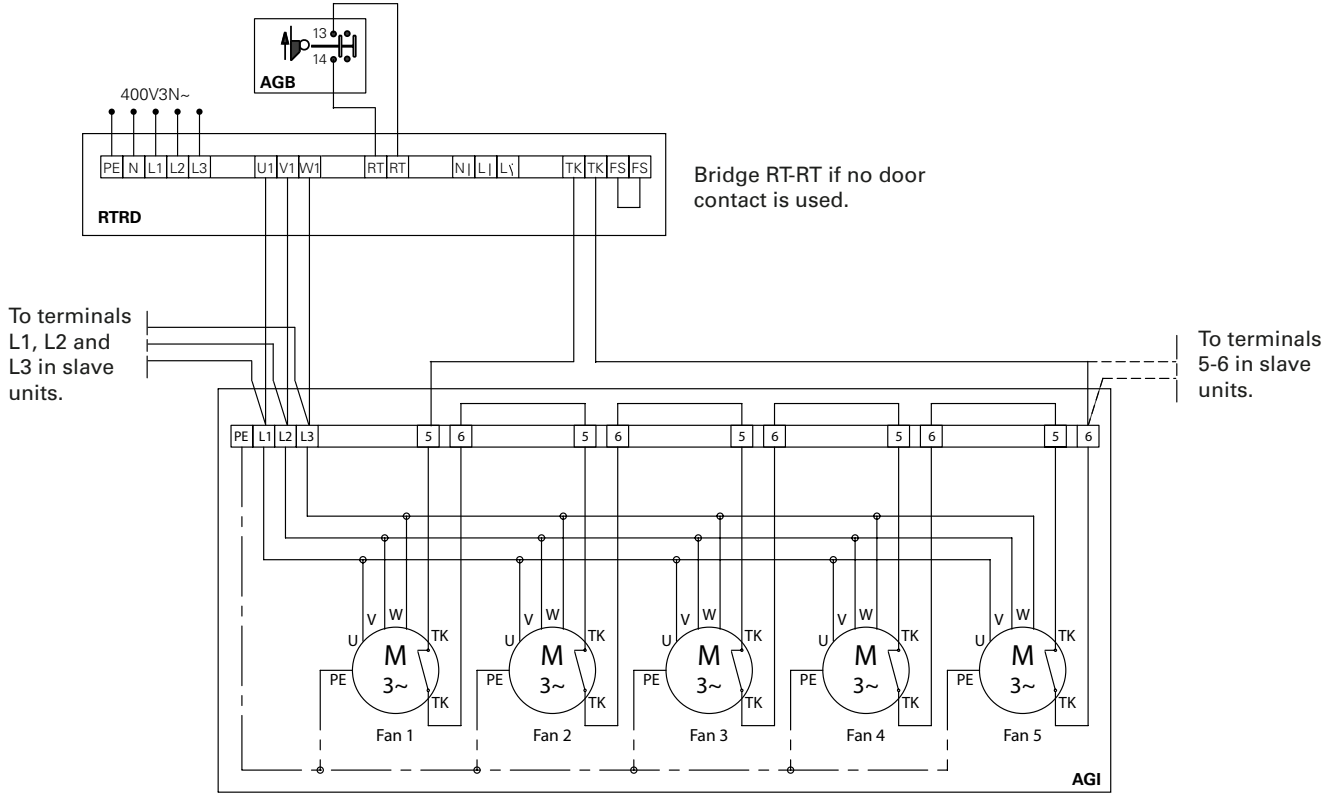 13
14
AGB
400V3N~
PE N L1 L2 L3 U1 V1 W1 RT RT N L L TK TK FS FS
RTRD
Bridge RT-RT if no door
contact is used.
To terminals
L1, L2 and
L3 in slave
units.
To terminals
5-6 in slave
units.
PE L1 L2 L3 5 6 5 6 5 6 5 6 5 6
U V W TK
M
3~
PE
TK
Fan 1
U V W TK
M
3~
PE
TK
Fan 2
U V W TK
M
3~
PE
TK
Fan 3
U V W TK
M
3~
PE
TK
Fan 4
U V W TK
M
3~
PE
TK
Fan 5
AGI